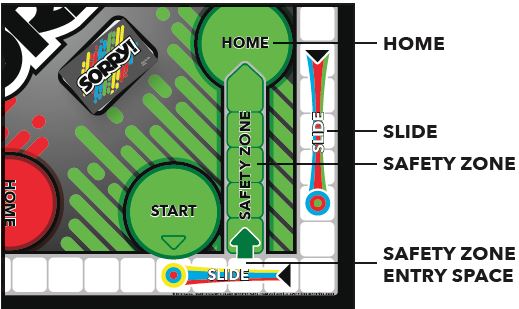 HOME
HOME
SORRY!
SLIDE
SLIDE
SAFETY ZONE
SAFETY ZONE
HOME
START
SAFETY ZONE
ENTRY SPACE
SLIDE